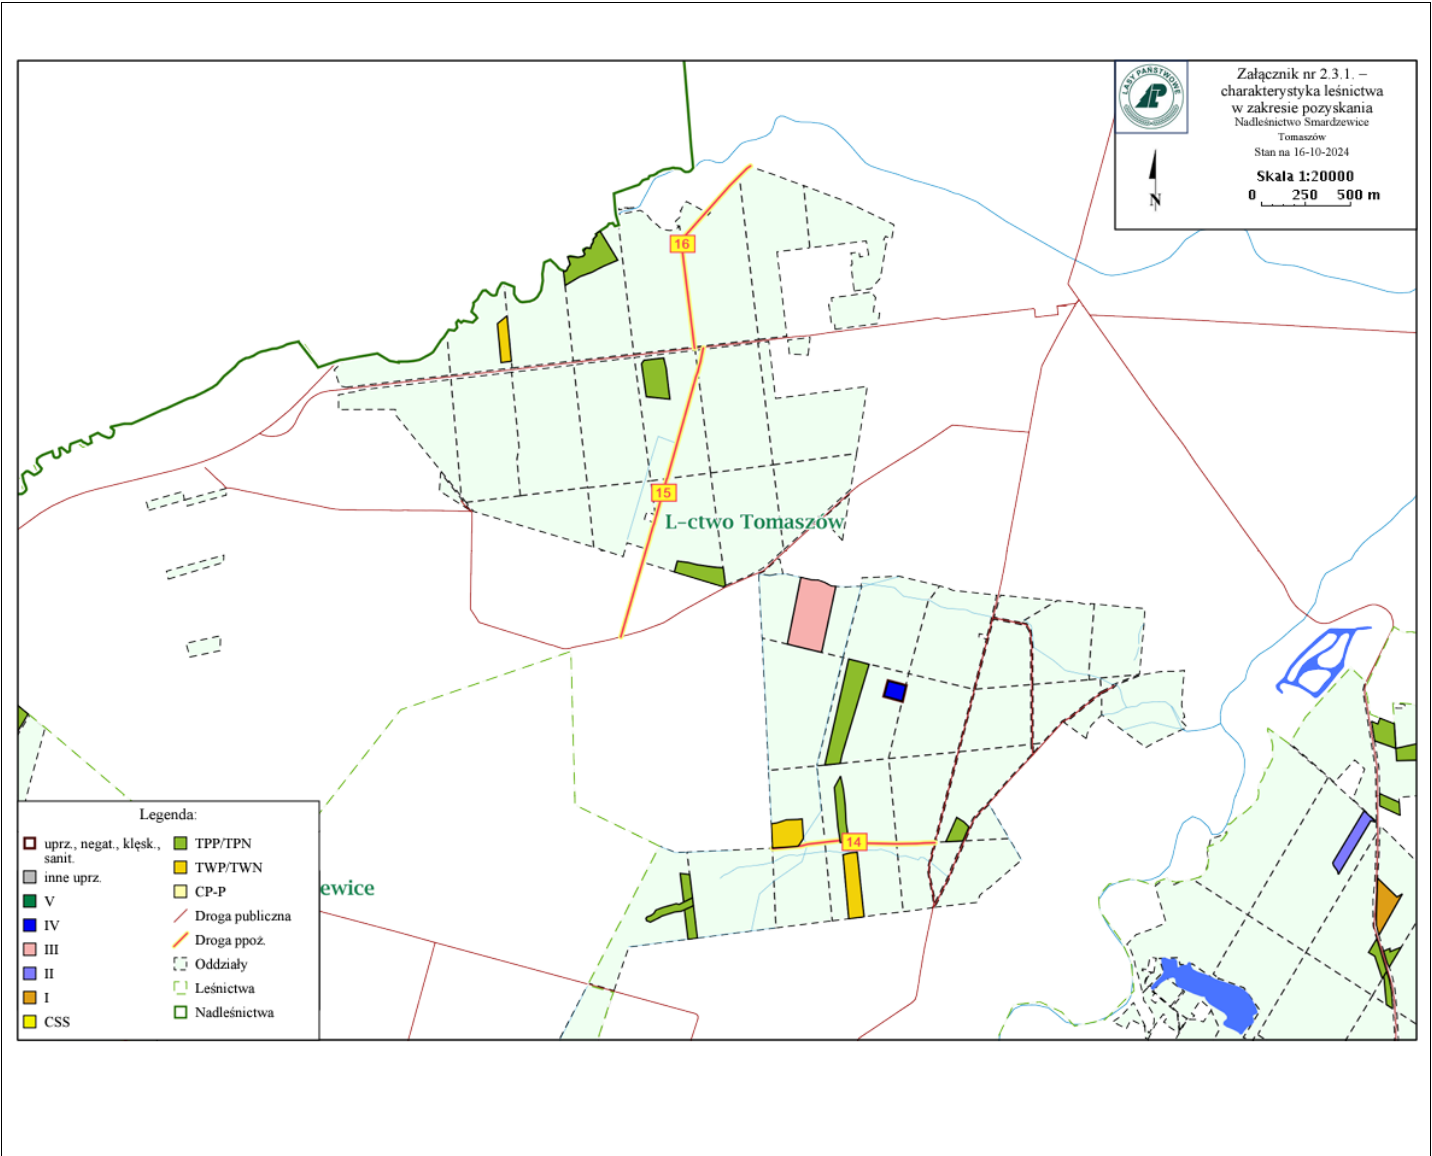 LASY PAŃSTWOWE
Załącznik nr 2.3.1. –
charakterystyka leśnictwa
w zakresie pozyskania
Nadleśnictwo Smardzewice
Tomaszów
Stan na 16-10-2024
Skala 1:20000
0 250 500 m
N
16
15
L-ctwo Tomaszów
14
ewice
Legenda:
uprz., negat., klęsk.,
sanit.
inne uprz.
V
IV
III
II
I
CSS
TPP/TPN
TWP/TWN
CP-P
Droga publiczna
Droga ppoż.
Oddziały
Leśnictwa
Nadleśnictwa